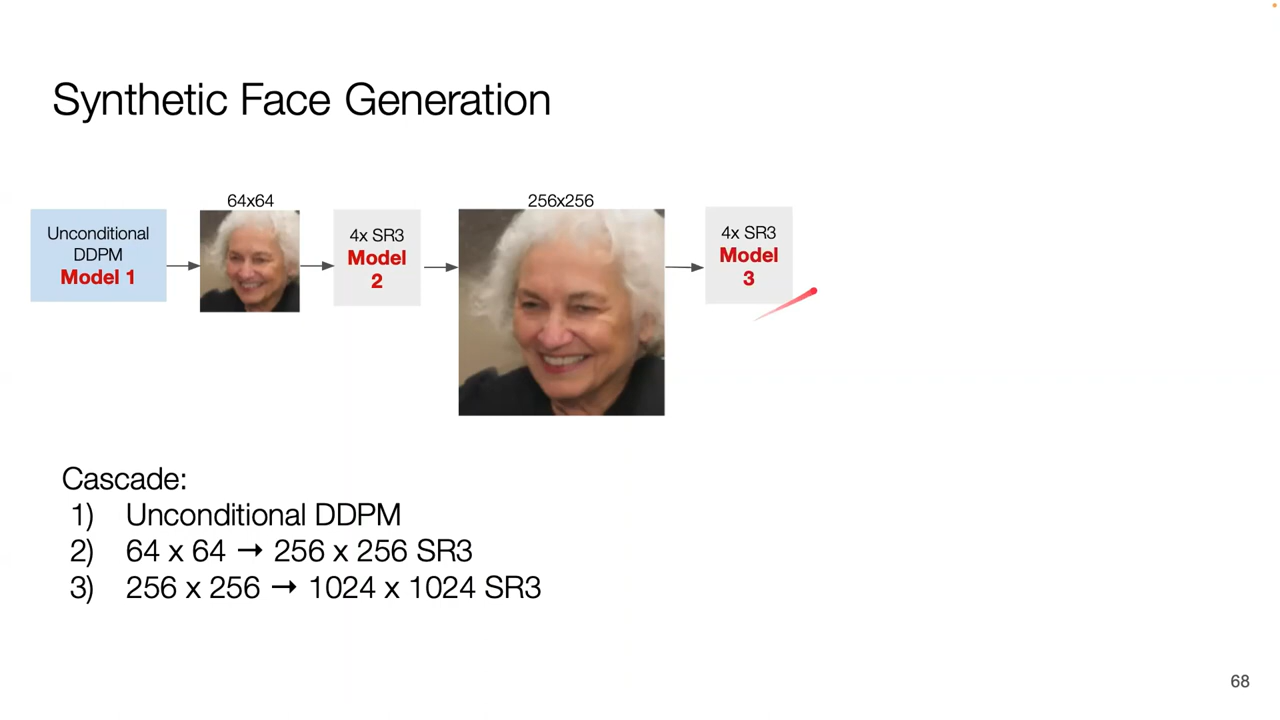 Synthetic Face Generation
64x64
256x256
Unconditional
DDPM
Model 1
4x SR3
Model
2
4x SR3
Model
3
Cascade:
1) Unconditional DDPM
2) 64 x 64 → 256 x 256 SR3
3) 256 x 256 → 1024 x 1024 SR3
68